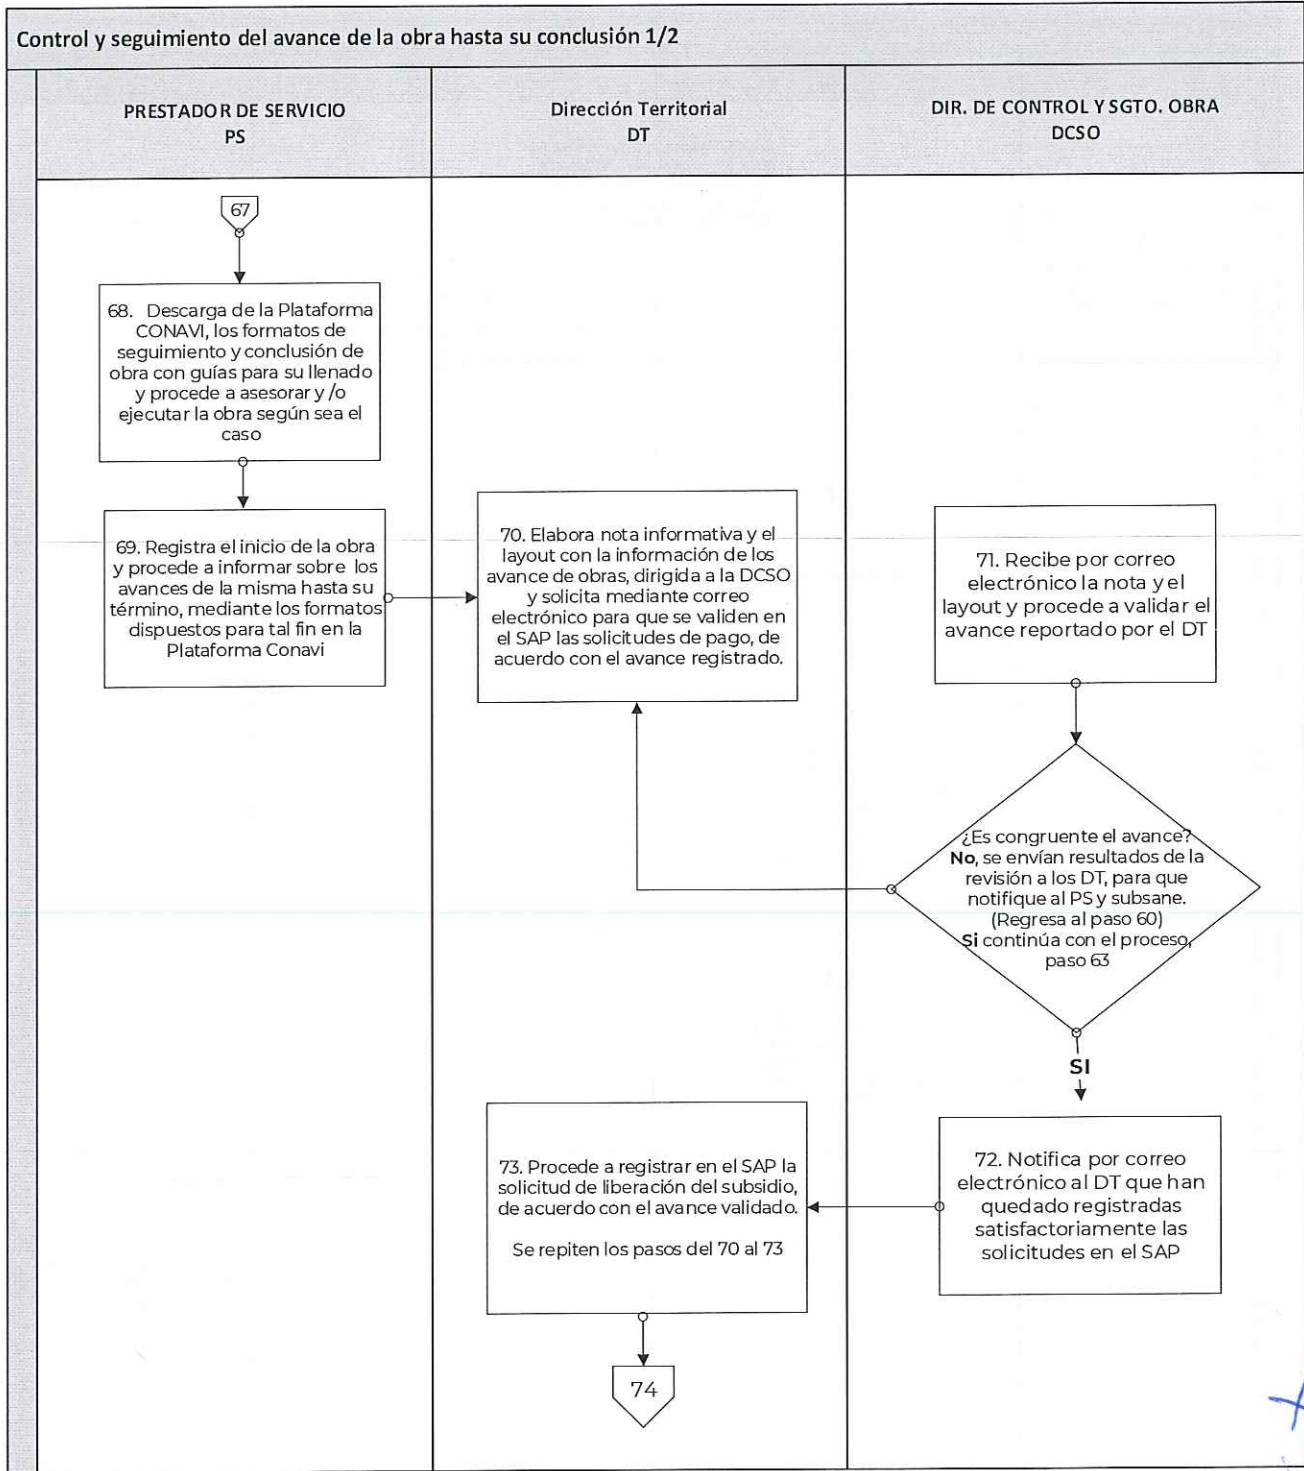 Control y seguimiento del avance de la obra hasta su conclusión 1/2
PRESTADOR DE SERVICIO
PS
Dirección Territorial
DT
DIR. DE CONTROL Y SGTO. OBRA
DCSO
67
68. Descarga de la Plataforma
CONAVI, los formatos de
seguimiento y conclusión de
obra con guías para su llenado
y procede a asesorar y /o
ejecutar la obra según sea el
caso
69. Registra el inicio de la obra
y procede a informar sobre los
avances de la misma hasta su
término, mediante los formatos
dispuestos para tal fin en la
Plataforma Conavi
70. Elabora nota informativa y el
layout con la información de los
avance de obras, dirigida a la DCSO
y solicita mediante correo
electrónico para que se validen en
el SAP las solicitudes de pago, de
acuerdo con el avance registrado.
71. Recibe por correo
electrónico la nota y el
layout y procede a validar el
avance reportado por el DT
¿Es congruente el avance?
No, se envían resultados de la
revisión a los DT, para que
notifique al PS y subsane.
(Regresa al paso 60)
Si continúa con el proceso,
paso 63
SI
72. Notifica por correo
electrónico al DT que han
quedado registradas
satisfactoriamente las
solicitudes en el SAP
73. Procede a registrar en el SAP la
solicitud de liberación del subsidio,
de acuerdo con el avance validado.
Se repiten los pasos del 70 al 73
74